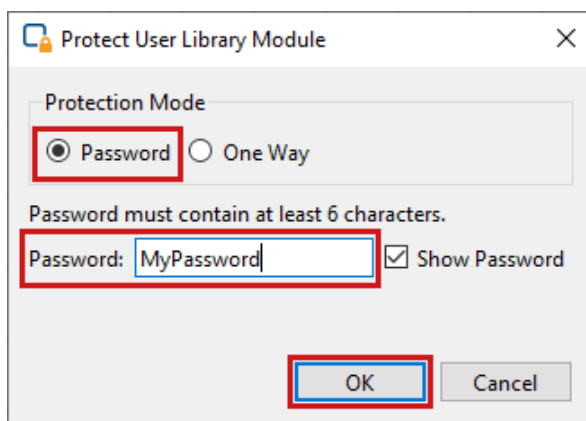 Protect User Library Module
Protection Mode
Password One Way
Password must contain at least 6 characters.
Password: MyPassword Show Password
OK Cancel